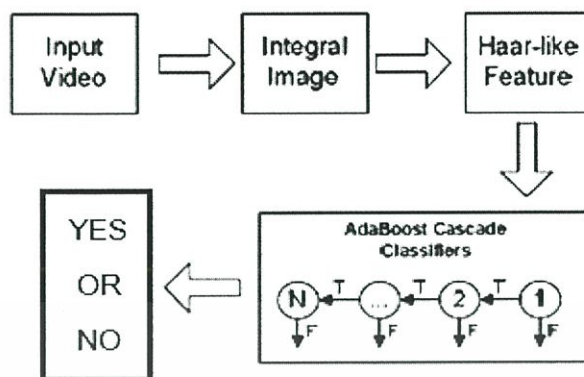 Input
Video
Integral
Image
Haar-like
Feature
AdaBoost Cascade
Classifiers
N T ... T 2 T 1
F F F F
YES
OR
NO